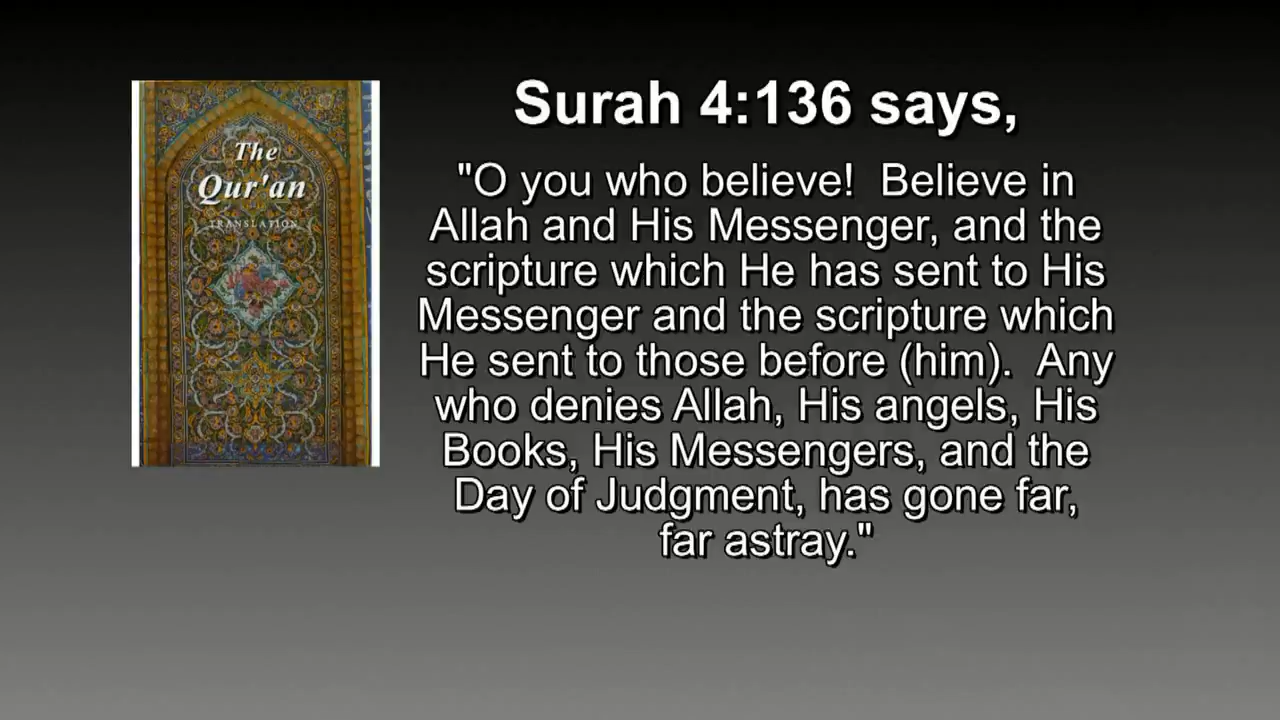 The
Qur'an
TRANSLATION
Surah 4:136 says,
"O you who believe!  Believe in
Allah and His Messenger, and the
scripture which He has sent to His
Messenger and the scripture which
He sent to those before (him).  Any
who denies Allah, His angels, His
Books, His Messengers, and the
Day of Judgment, has gone far,
far astray."